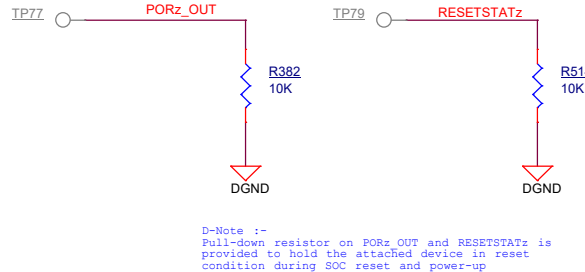 TP77 PORz_OUT TP79 RESETSTATz
R382
10K
10K
DGND DGND
D-Note :-
Pull-down resistor on PORz_OUT and RESETSTATz is
provided to hold the attached device in reset
condition during SOC reset and power-up